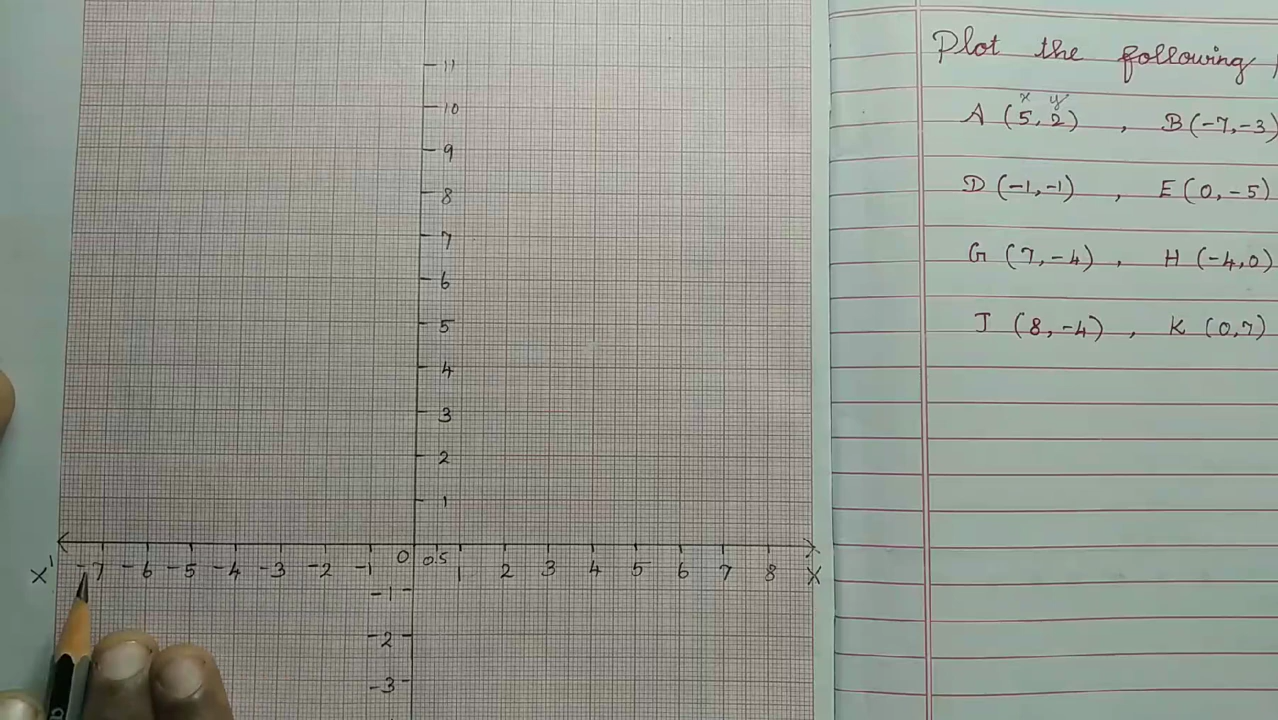 Plot the following
x y
A (5, 2) , B (-7, -3)
D (-1, -1) , E (0, -5)
G (7, -4) , H (-4, 0)
J (8, -4) , K (0, 7)
11
10
9
8
7
6
5
4
3
2
1
X' -7 -6 -5 -4 -3 -2 -1 0 0.5 1 2 3 4 5 6 7 8 X
-1
-2
-3